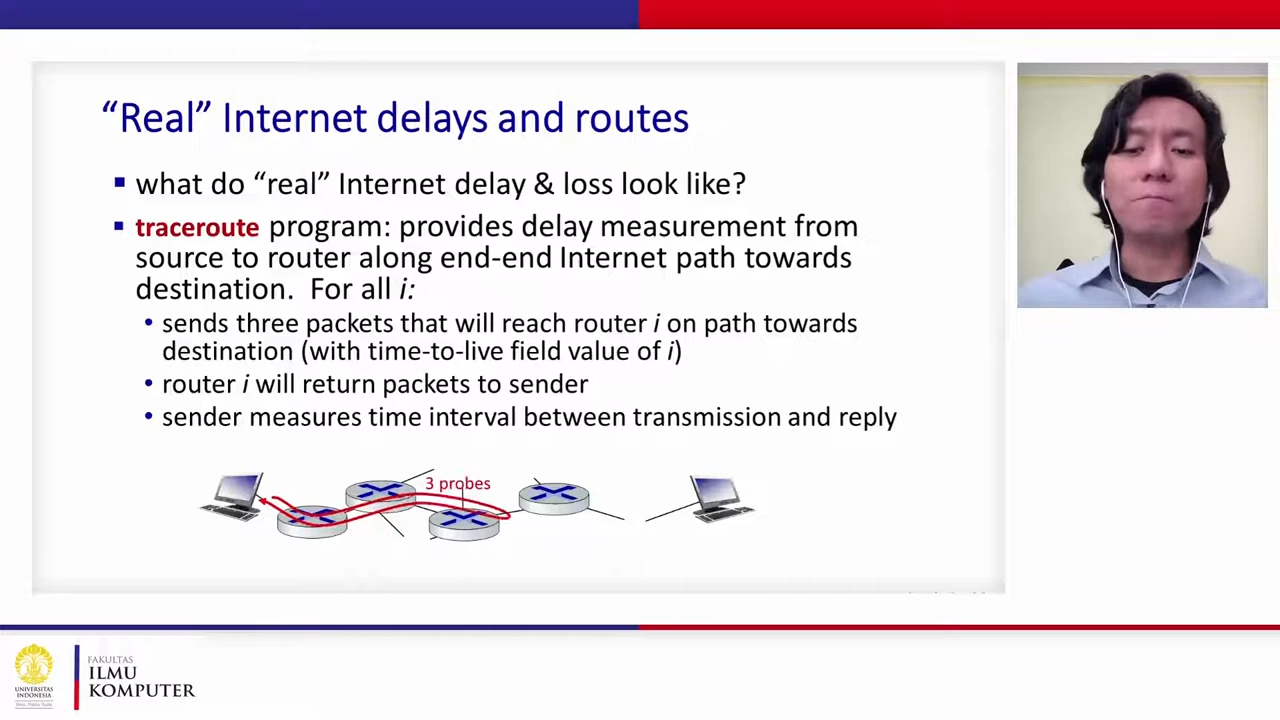 “Real” Internet delays and routes
▪ what do “real” Internet delay & loss look like?
▪ traceroute program: provides delay measurement from
source to router along end-end Internet path towards
destination. For all i:
• sends three packets that will reach router i on path towards
destination (with time-to-live field value of i)
• router i will return packets to sender
• sender measures time interval between transmission and reply
3 probes
UNIVERSITAS
INDONESIA
FAKULTAS
ILMU
KOMPUTER